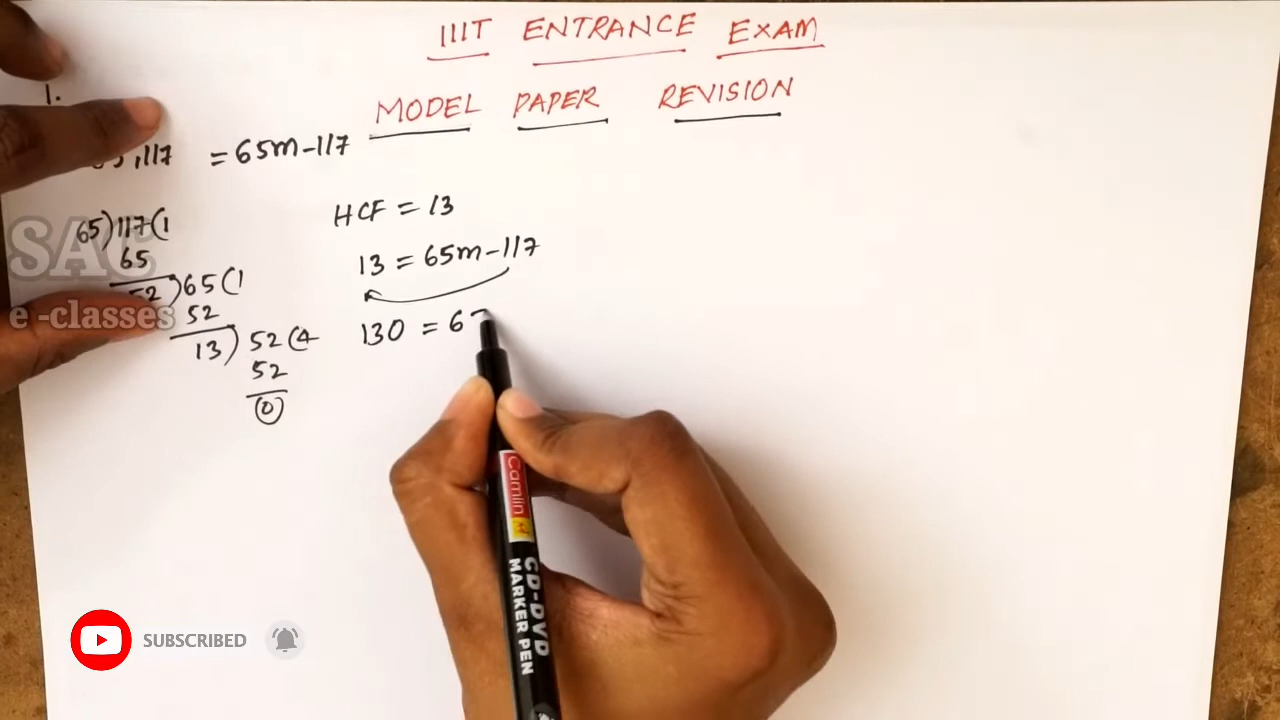 IIIT ENTRANCE EXAM
MODEL PAPER REVISION
1.
,117 = 65m-117
HCF = 13
65)117(1
65
13 = 65m-117
52)65(1
52
130 = 6
13)52(4
52
0
SAC
e-classes
SUBSCRIBED
Camlin
CD-DVD
MARKER PEN